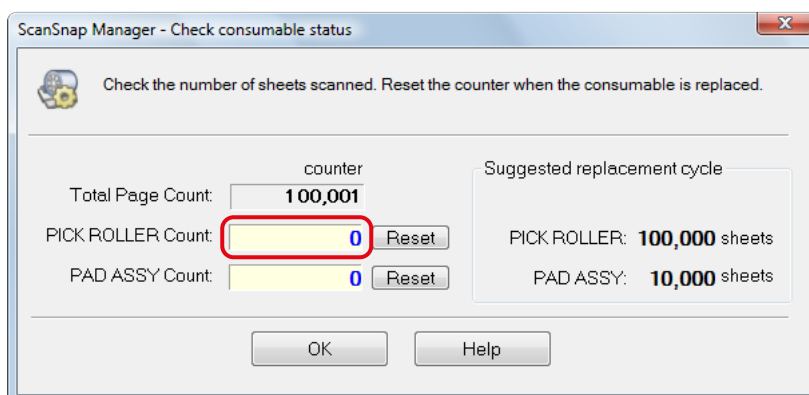 ScanSnap Manager - Check consumable status
Check the number of sheets scanned. Reset the counter when the consumable is replaced.
counter
Suggested replacement cycle
Total Page Count: 100,001
PICK ROLLER Count: 0 Reset
PICK ROLLER: 100,000 sheets
PAD ASSY Count: 0 Reset
PAD ASSY: 10,000 sheets
OK
Help